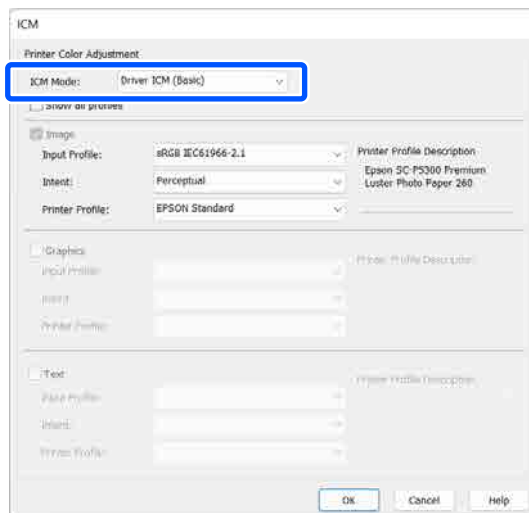 ICM
Printer Color Adjustment
ICM Mode: Driver ICM (Basic)
Show all profiles
Image
Input Profile: sRGB IEC61966-2.1
Intent: Perceptual
Printer Profile: EPSON Standard
Printer Profile Description
Epson SC-P5300 Premium
Luster Photo Paper 260
Graphics
Input Profile:
Intent:
Printer Profile:
Printer Profile Description
Text
Input Profile:
Intent:
Printer Profile:
Printer Profile Description
OK Cancel Help